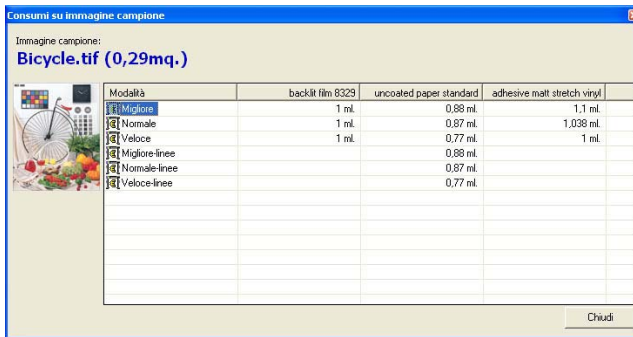 Consumi su immagine campione
Immagine campione:
Bicycle.tif (0,29mq.)
Modalità backlit film 8329 uncoated paper standard adhesive matt stretch vinyl
Migliore 1 ml. 0,88 ml. 1,1 ml.
Normale 1 ml. 0,87 ml. 1,038 ml.
Veloce 1 ml. 0,77 ml. 1 ml.
Migliore-linee 0,88 ml.
Normale-linee 0,87 ml.
Veloce-linee 0,77 ml.
Chiudi